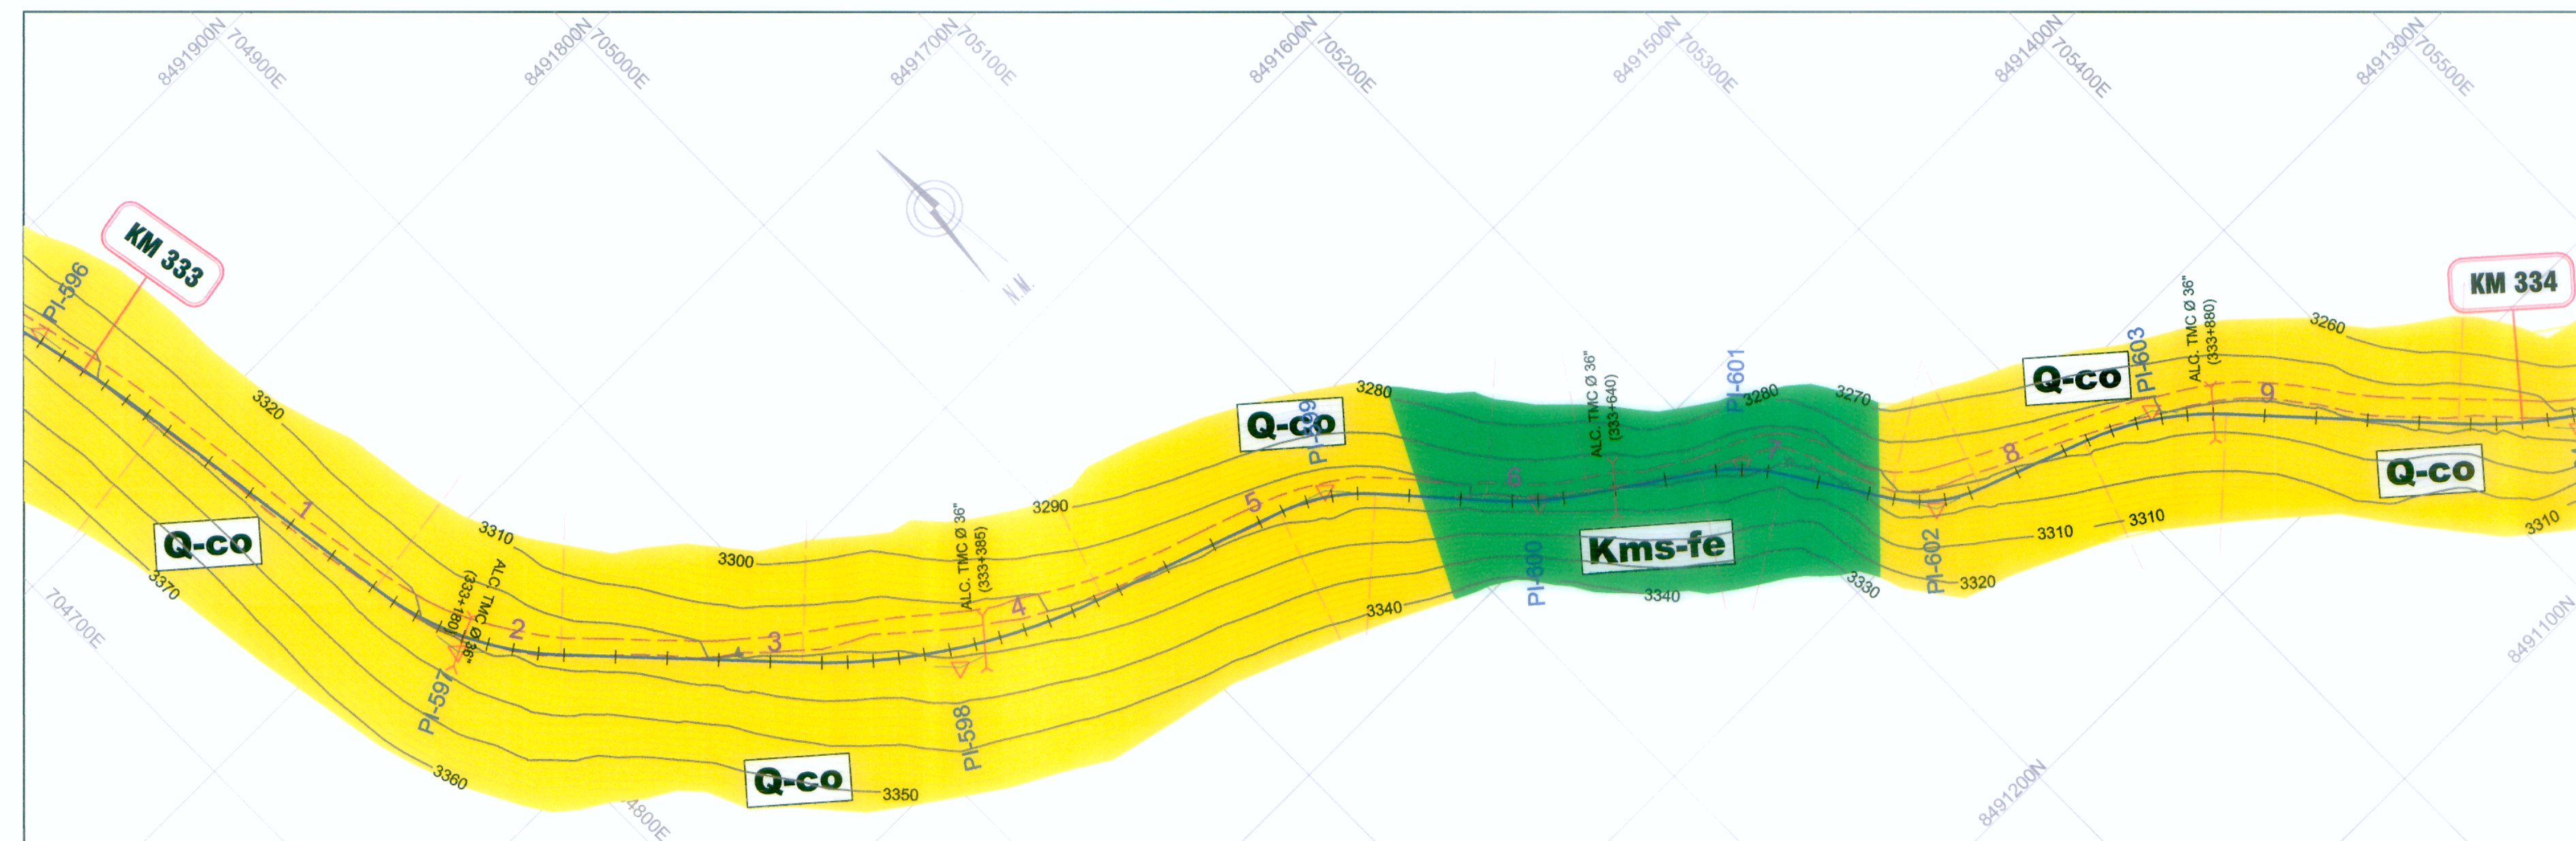 8491900N
704900E
8491800N
705000E
8491700N
705100E
8491600N
705200E
8491500N
705300E
8491400N
705400E
8491300N
705500E
KM 333
PI-596
N.M.
KM 334
3320
3310
3300
3290
3280
3280
3270
3260
Q-co
Q-co
Q-co
Q-co
Q-co
Kms-fe
PI-601
PI-603
ALC. TMC Ø 36"
(333+180)
PI-597
ALC. TMC Ø 36"
(333+385)
PI-598
ALC. TMC Ø 36"
(333+640)
PI-600
ALC. TMC Ø 36"
(333+880)
PI-602
1
2
3
4
5
6
7
8
9
3370
3360
3350
3340
3340
3330
3320
3310
3310
3310
704700E
8491200N
8491100N